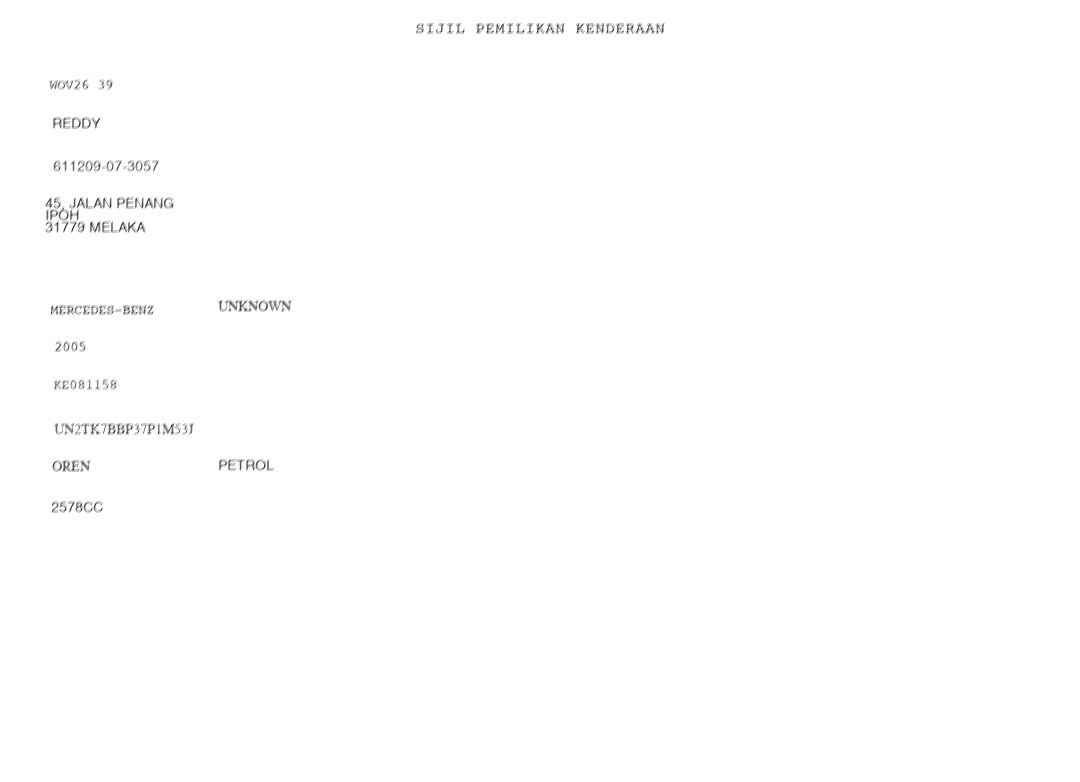 SIJIL PEMILIKAN KENDERAAN
WOV26 39
REDDY
611209-07-3057
45, JALAN PENANG
IPOH
31779 MELAKA
MERCEDES-BENZ UNKNOWN
2005
KE081158
UN2TK7BBP37P1M53J
OREN PETROL
2578CC